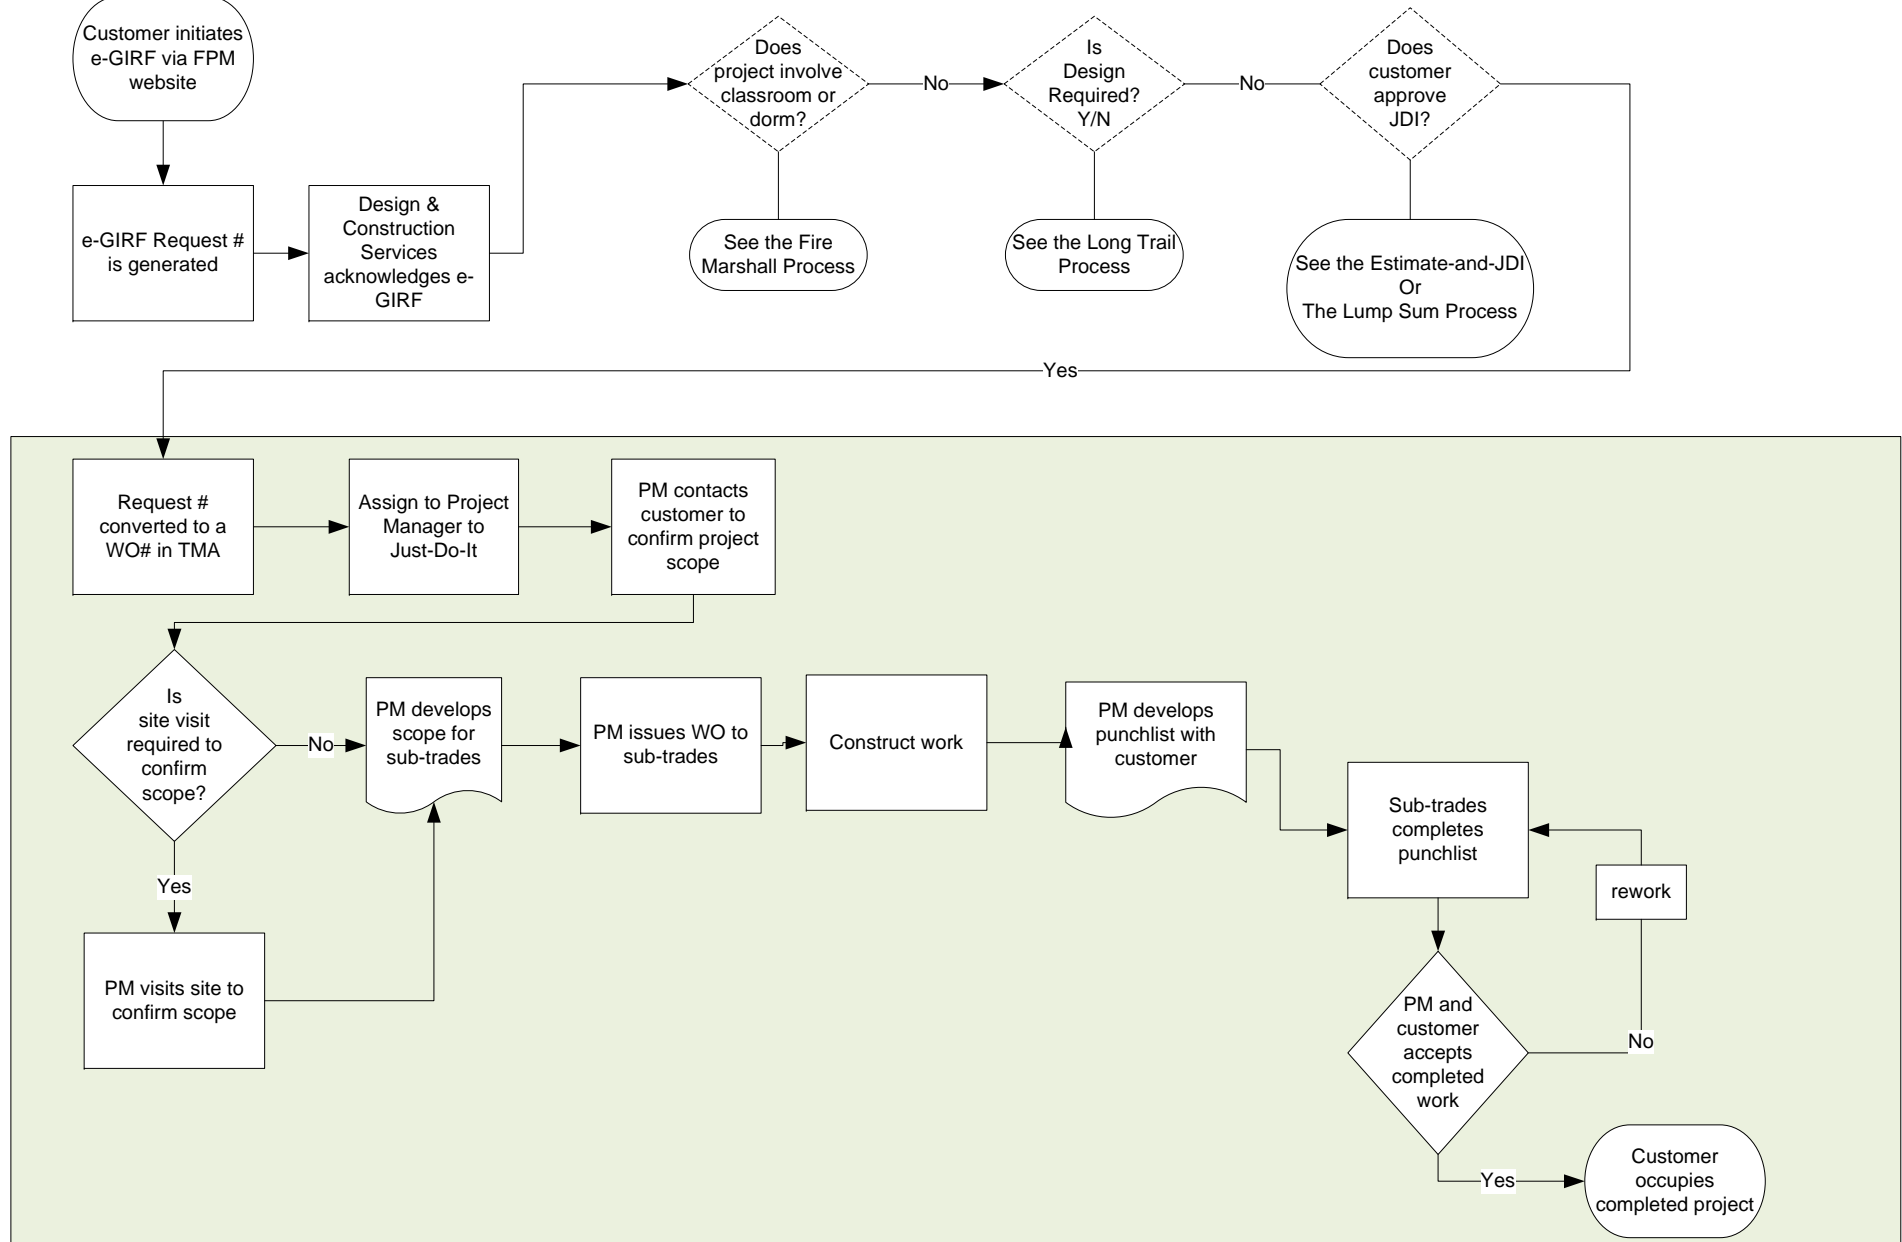 Customer initiates
e-GIRF via FPM
website
Does
project involve
classroom or
dorm?
No
Is
Design
Required?
Y/N
No
Does
customer
approve
JDI?
e-GIRF Request #
is generated
Design &
Construction
Services
acknowledges e-
GIRF
See the Fire
Marshall Process
See the Long Trail
Process
See the Estimate-and-JDI
Or
The Lump Sum Process
Yes
Request #
converted to a
WO# in TMA
Assign to Project
Manager to
Just-Do-It
PM contacts
customer to
confirm project
scope
Is
site visit
required to
confirm
scope?
No
PM develops
scope for
sub-trades
PM issues WO to
sub-trades
Construct work
PM develops
punchlist with
customer
Sub-trades
completes
punchlist
rework
Yes
PM visits site to
confirm scope
PM and
customer
accepts
completed
work
No
Yes
Customer
occupies
completed project